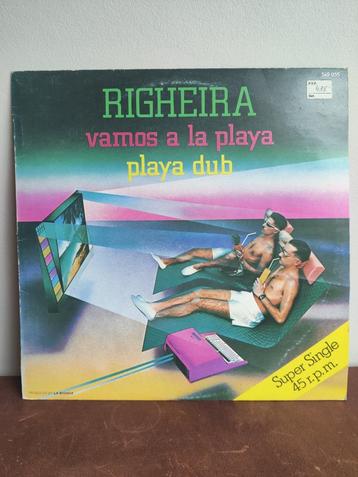 RIGHEIRA
vamos a la playa
playa dub
Super Single
45 r.p.m.